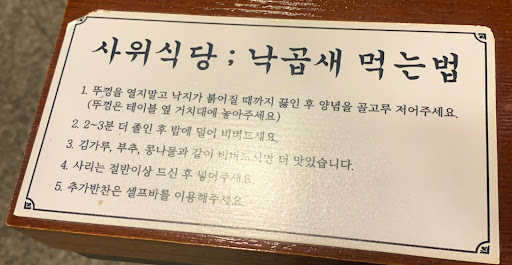 사위식당 ; 낙곱새 먹는법
1. 뚜껑을 열지말고 낙지가 붉어질 때까지 끓인 후 양념을 골고루 저어주세요.
(뚜껑은 테이블 옆 거치대에 놓아주세요)
2. 2~3분 더 졸인 후 밥에 덜어 비벼드세요.
3. 김가루, 부추, 콩나물과 같이 비벼드시면 더 맛있습니다.
4. 사리는 절반이상 드신 후 넣어주세요.
5. 추가반찬은 셀프바를 이용해주세요.